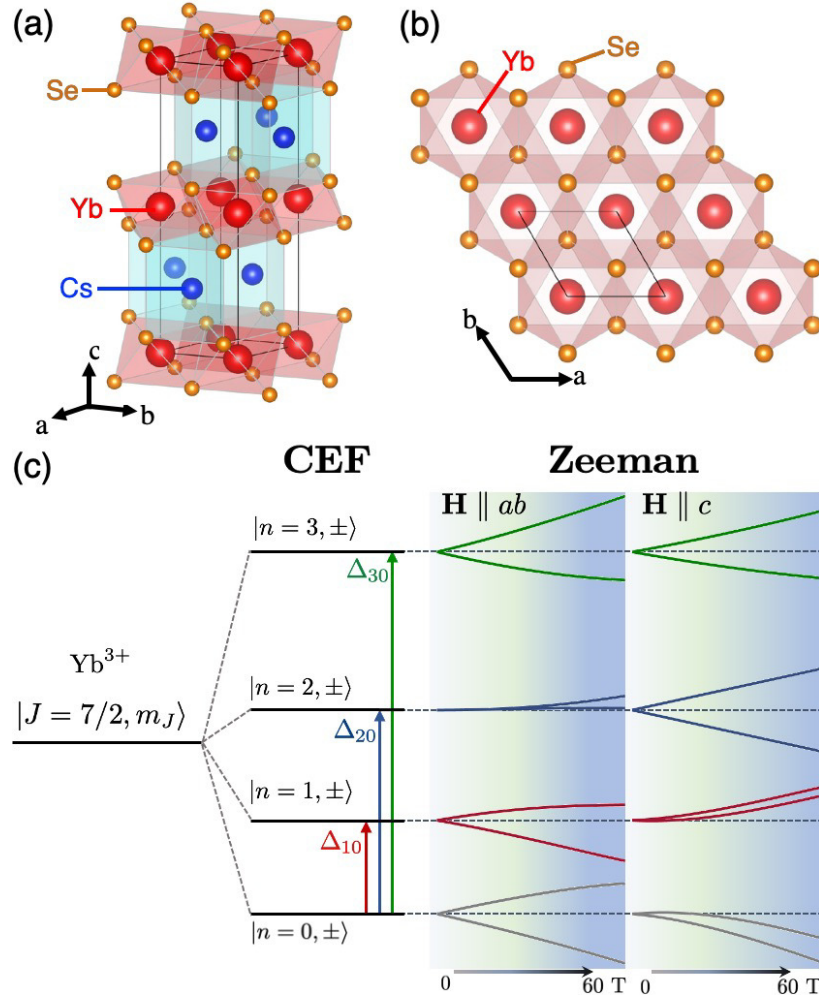 (a)
Se
Yb
Cs
c
a
b
(b)
Yb
Se
b
a
(c)
CEF
Zeeman
H ∥ ab
H ∥ c
|n = 3, ±⟩
Δ30
Yb³⁺
|J = 7/2, mJ⟩
|n = 2, ±⟩
Δ20
|n = 1, ±⟩
Δ10
|n = 0, ±⟩
0
60 T
0
60 T